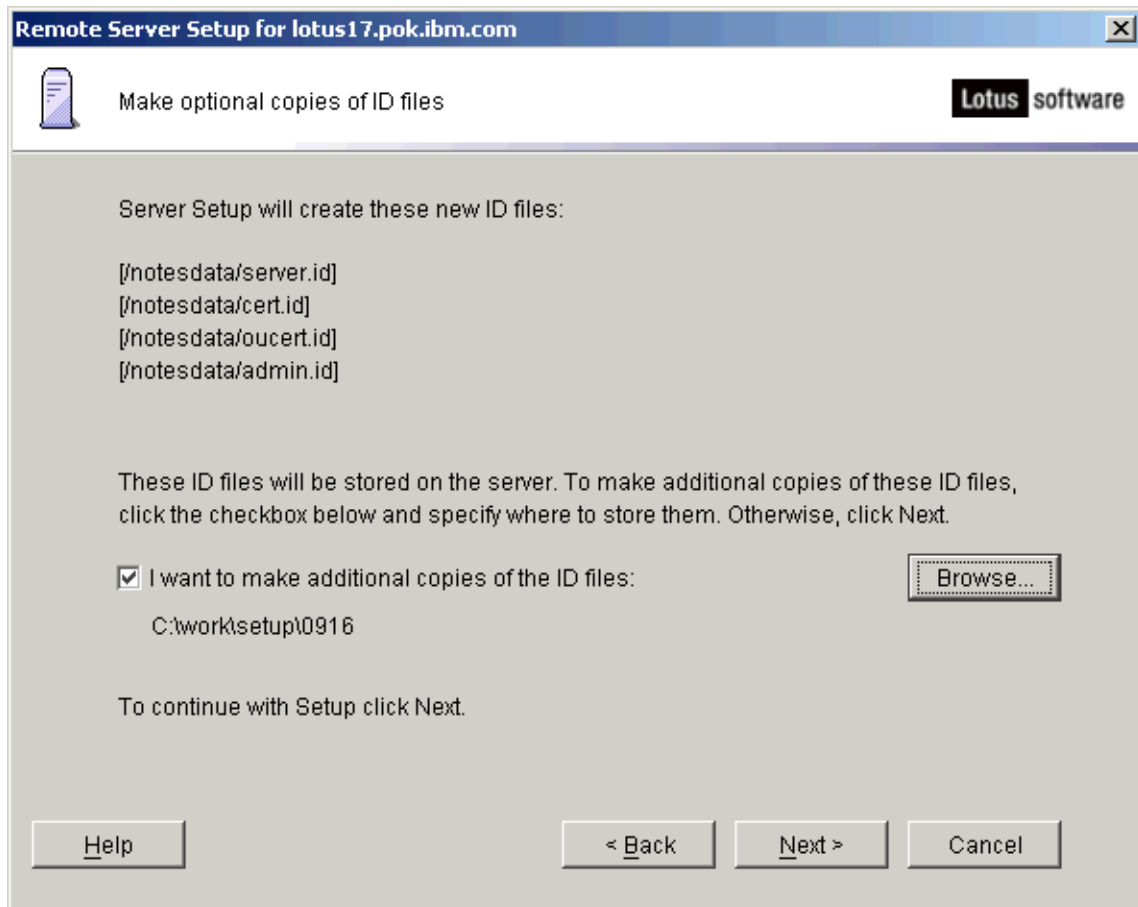 Remote Server Setup for lotus17.pok.ibm.com
Make optional copies of ID files
Lotus software
Server Setup will create these new ID files:
[/notesdata/server.id]
[/notesdata/cert.id]
[/notesdata/oucert.id]
[/notesdata/admin.id]
These ID files will be stored on the server. To make additional copies of these ID files,
click the checkbox below and specify where to store them. Otherwise, click Next.
I want to make additional copies of the ID files:
Browse...
C:\work\setup\0916
To continue with Setup click Next.
Help
< Back
Next >
Cancel